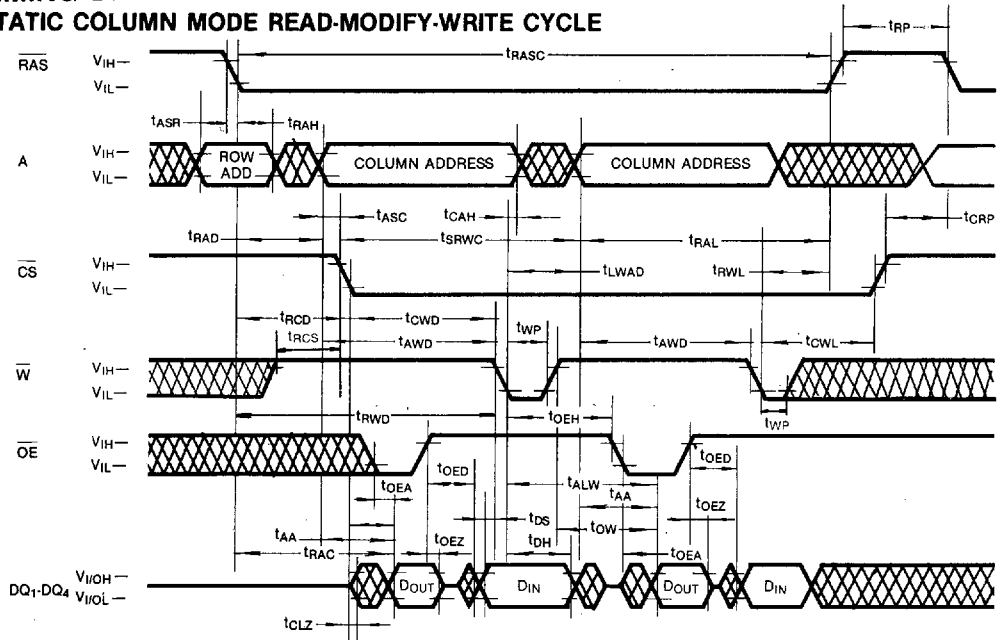 TATIC COLUMN MODE READ-MODIFY-WRITE CYCLE
tRP
RAS
VIH
tRASC
VIL
tASR
tRAH
A
VIH
ROW
ADD
COLUMN ADDRESS
COLUMN ADDRESS
VIL
tASC
tCAH
tCRP
tRAD
tSRWC
tRAL
CS
VIH
tLWAD
tRWL
VIL
tRCD
tCWD
tWP
tRCS
tAWD
tAWD
tCWL
W
VIH
VIL
tRWD
tOEH
tWP
OE
VIH
VIL
tOED
tOED
tOEA
tALW
tAA
tDS
tOW
tOEZ
tAA
tOEZ
tRAC
tDH
tOEA
DQ1-DQ4
VI/OH
VI/OL
DOUT
DIN
DOUT
DIN
tCLZ